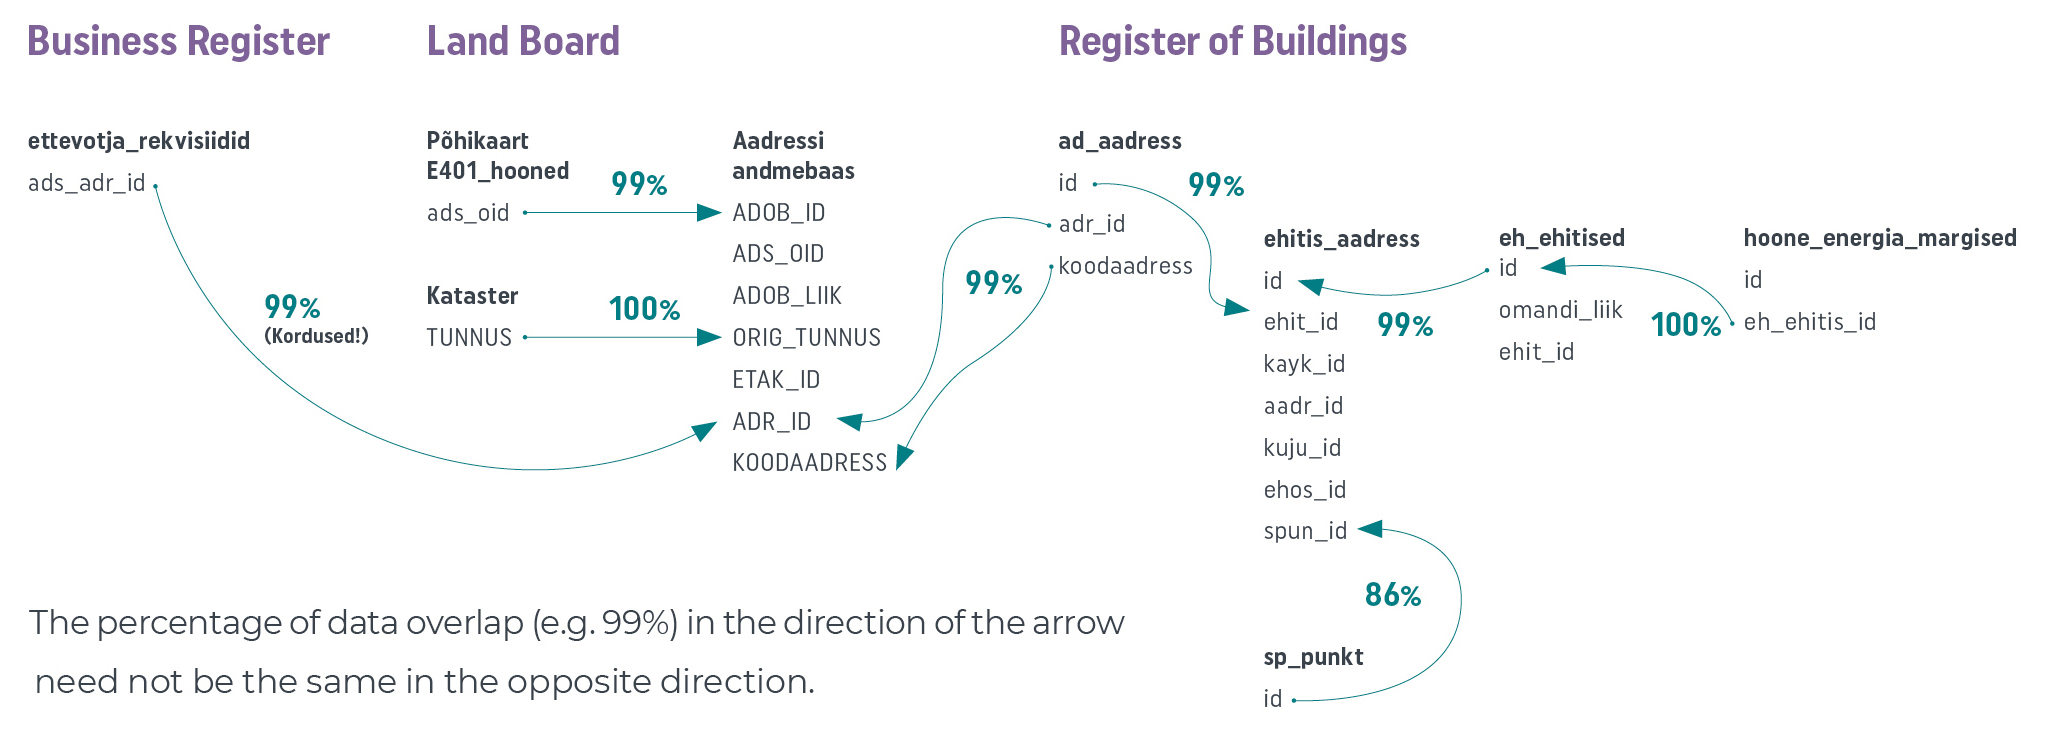 Business Register
Land Board
Register of Buildings
ettevotja_rekvisiidid
ads_adr_id
99%
(Kordused!)
Põhikaart
E401_hooned
ads_oid
99%
Kataster
TUNNUS
100%
Aadressi
andmebaas
ADOB_ID
ADS_OID
ADOB_LIIK
ORIG_TUNNUS
ETAK_ID
ADR_ID
KOODAADRESS
99%
ad_aadress
id
adr_id
koodaadress
99%
ehitis_aadress
id
ehit_id
kayk_id
aadr_id
kuju_id
ehos_id
spun_id
99%
eh_ehitised
id
omandi_liik
ehit_id
100%
hoone_energia_margised
id
eh_ehitis_id
86%
sp_punkt
id
The percentage of data overlap (e.g. 99%) in the direction of the arrow
need not be the same in the opposite direction.